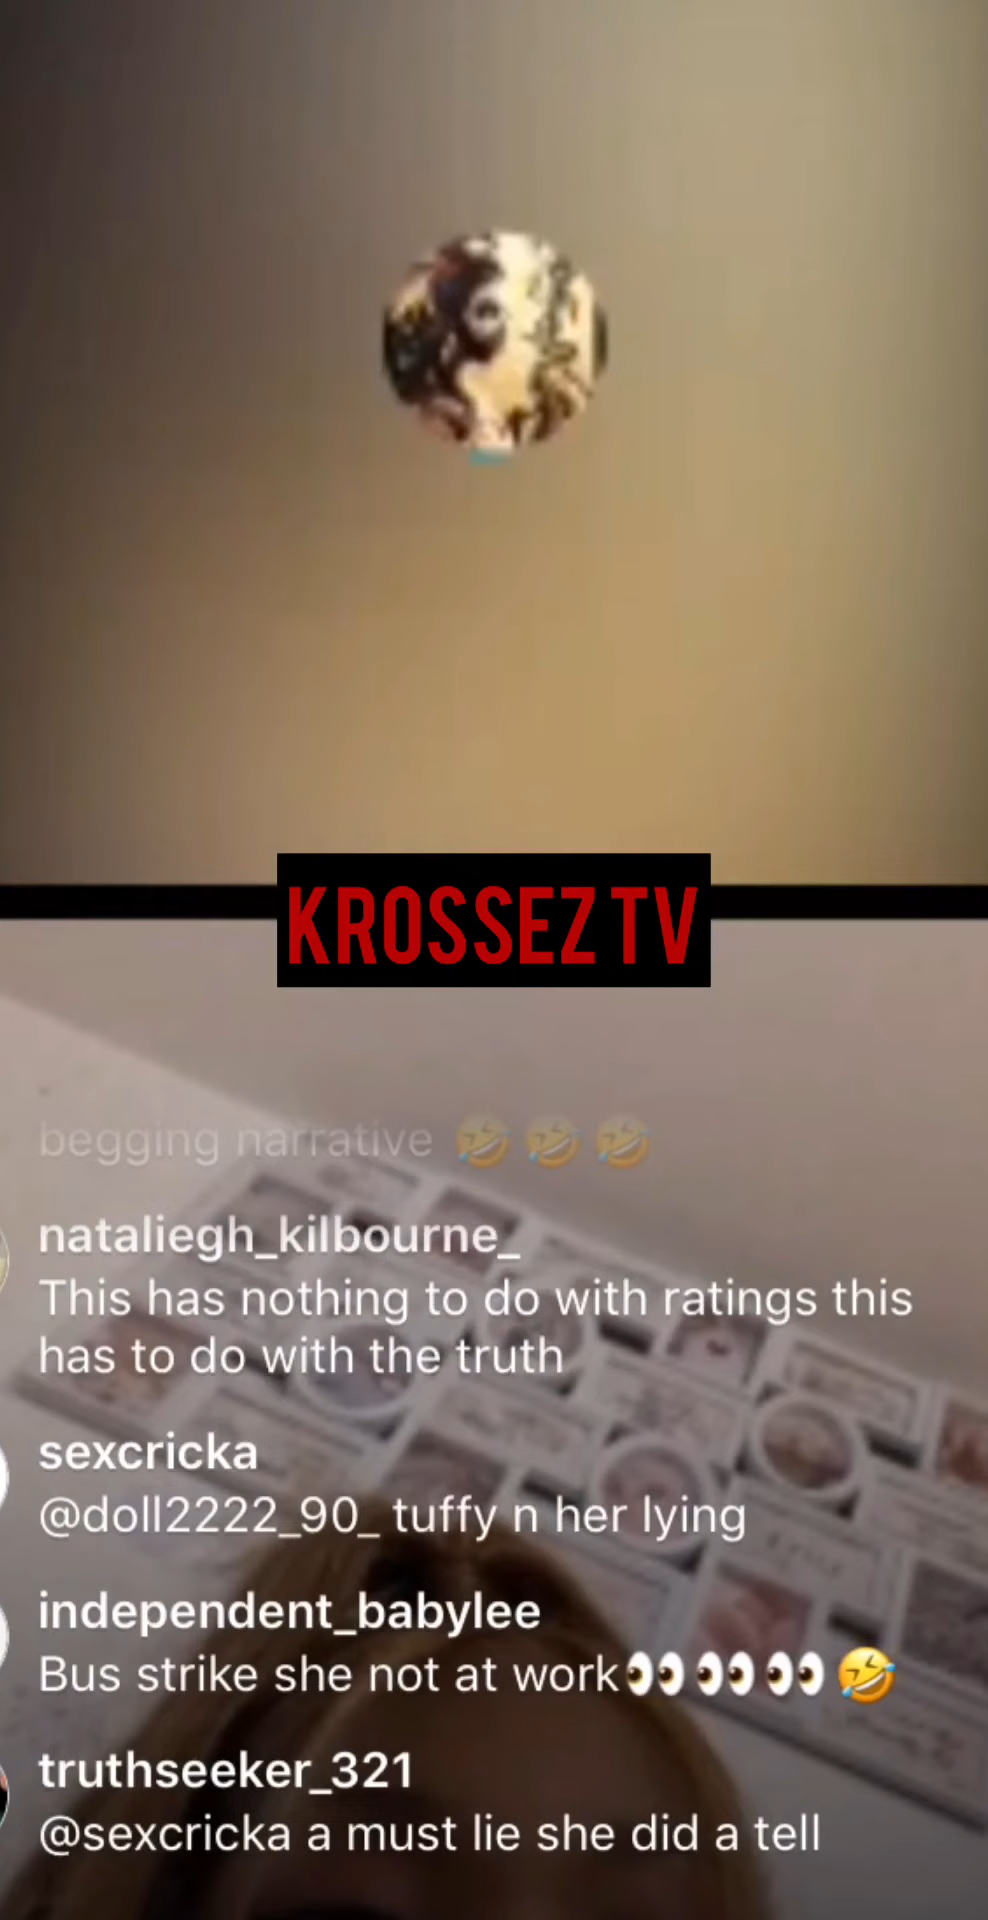 KROSSEZ TV
begging narrative 🤣 🤣 🤣
nataliegh_kilbourne_
This has nothing to do with ratings this
has to do with the truth
sexcricka
@doll2222_90_ tuffy n her lying
independent_babylee
Bus strike she not at work👀👀👀🤣
truthseeker_321
@sexcricka a must lie she did a tell